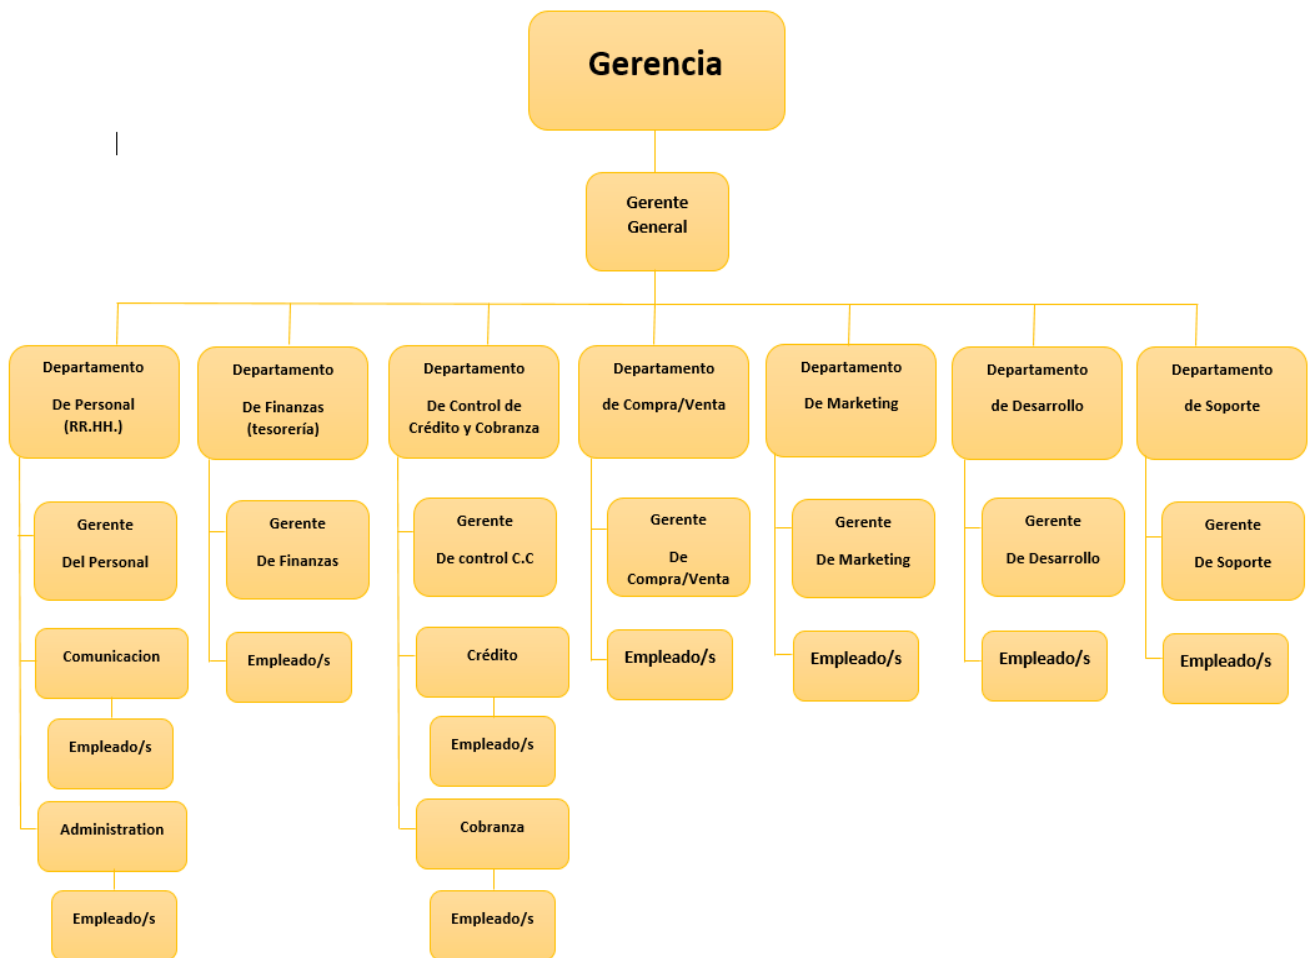 Gerencia
Gerente
General
Departamento
De Personal
(RR.HH.)
Departamento
De Finanzas
(tesorería)
Departamento
De Control de
Crédito y Cobranza
Departamento
de Compra/Venta
Departamento
De Marketing
Departamento
de Desarrollo
Departamento
de Soporte
Gerente
Del Personal
Gerente
De Finanzas
Gerente
De control C.C
Gerente
De
Compra/Venta
Gerente
De Marketing
Gerente
De Desarrollo
Gerente
De Soporte
Comunicacion
Empleado/s
Crédito
Empleado/s
Empleado/s
Empleado/s
Empleado/s
Empleado/s
Empleado/s
Administration
Cobranza
Empleado/s
Empleado/s